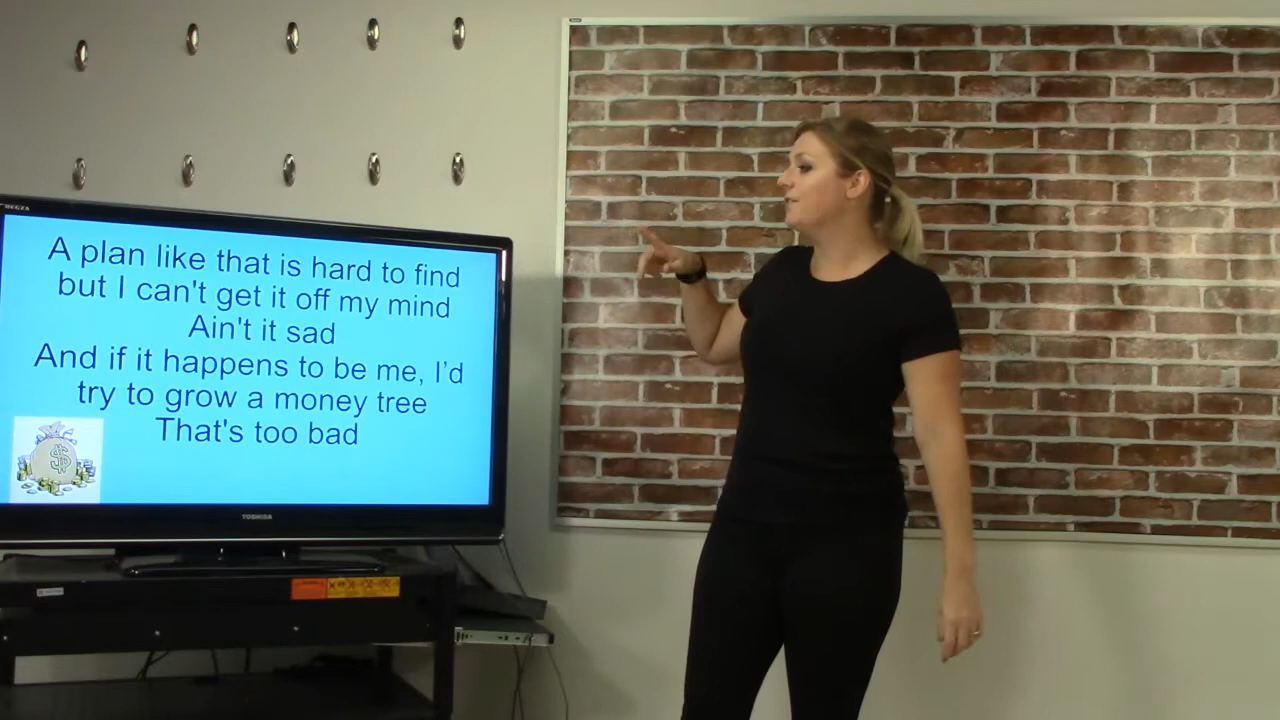 REGZA
A plan like that is hard to find
but I can't get it off my mind
Ain't it sad
And if it happens to be me, I’d
try to grow a money tree
That's too bad
$
TOSHIBA